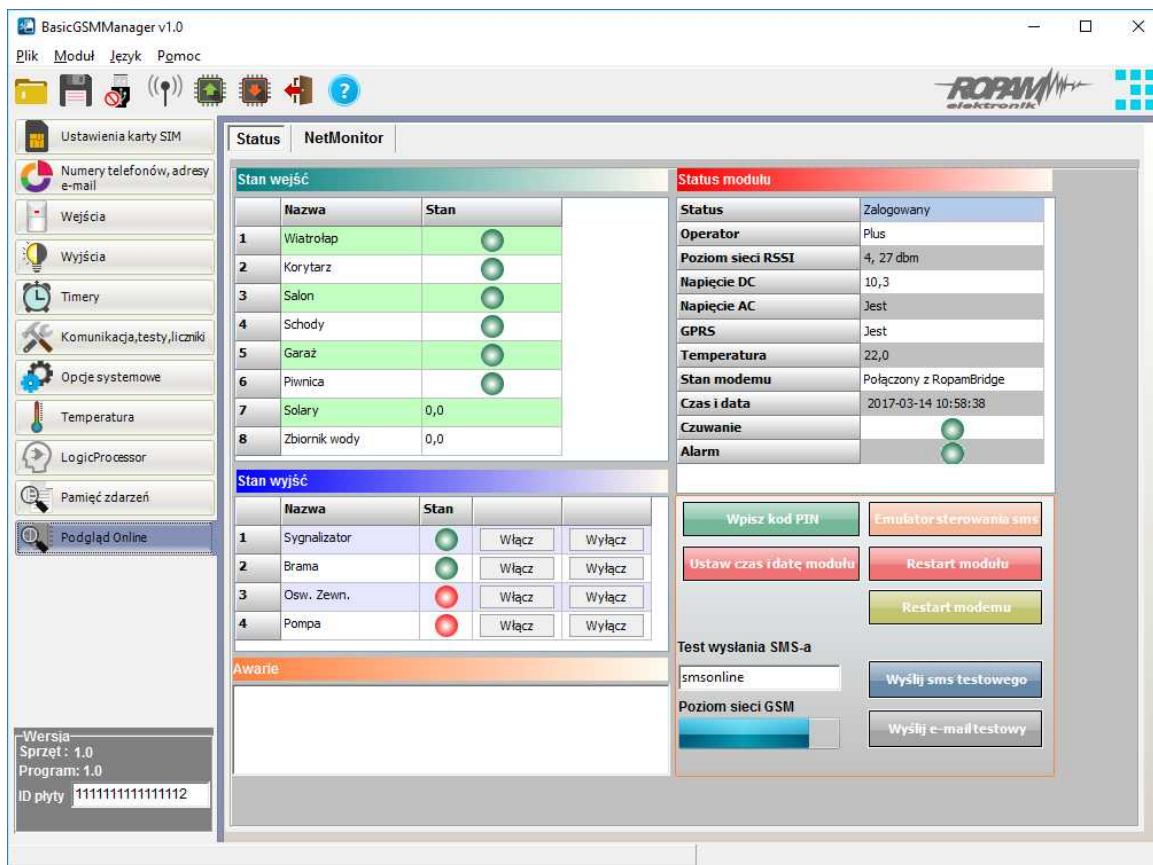 BasicGSMManager v1.0
Plik Moduł Język Pomoc
ROPAM
elektronik
Ustawienia karty SIM
Numery telefonów, adresy
e-mail
Wejścia
Wyjścia
Timery
Komunikacja,testy,liczniki
Opcje systemowe
Temperatura
LogicProcessor
Pamięć zdarzeń
Podgląd Online
Wersja
Sprzęt : 1.0
Program: 1.0
ID płyty 1111111111111112
Status NetMonitor
Stan wejść
Nazwa Stan
1 Wiatrołap
2 Korytarz
3 Salon
4 Schody
5 Garaż
6 Piwnica
7 Solary 0,0
8 Zbiornik wody 0,0
Stan wyjść
Nazwa Stan
1 Sygnalizator Włącz Wyłącz
2 Brama Włącz Wyłącz
3 Osw. Zewn. Włącz Wyłącz
4 Pompa Włącz Wyłącz
Awarie
Status modułu
Status Zalogowany
Operator Plus
Poziom sieci RSSI 4, 27 dbm
Napięcie DC 10,3
Napięcie AC Jest
GPRS Jest
Temperatura 22,0
Stan modemu Połączony z RopamBridge
Czas i data 2017-03-14 10:58:38
Czuwanie
Alarm
Wpisz kod PIN Emulator sterowania sms
Ustaw czas i datę modułu Restart modułu
Restart modemu
Test wysłania SMS-a
smsonline Wyślij sms testowego
Poziom sieci GSM
Wyślij e-mail testowy